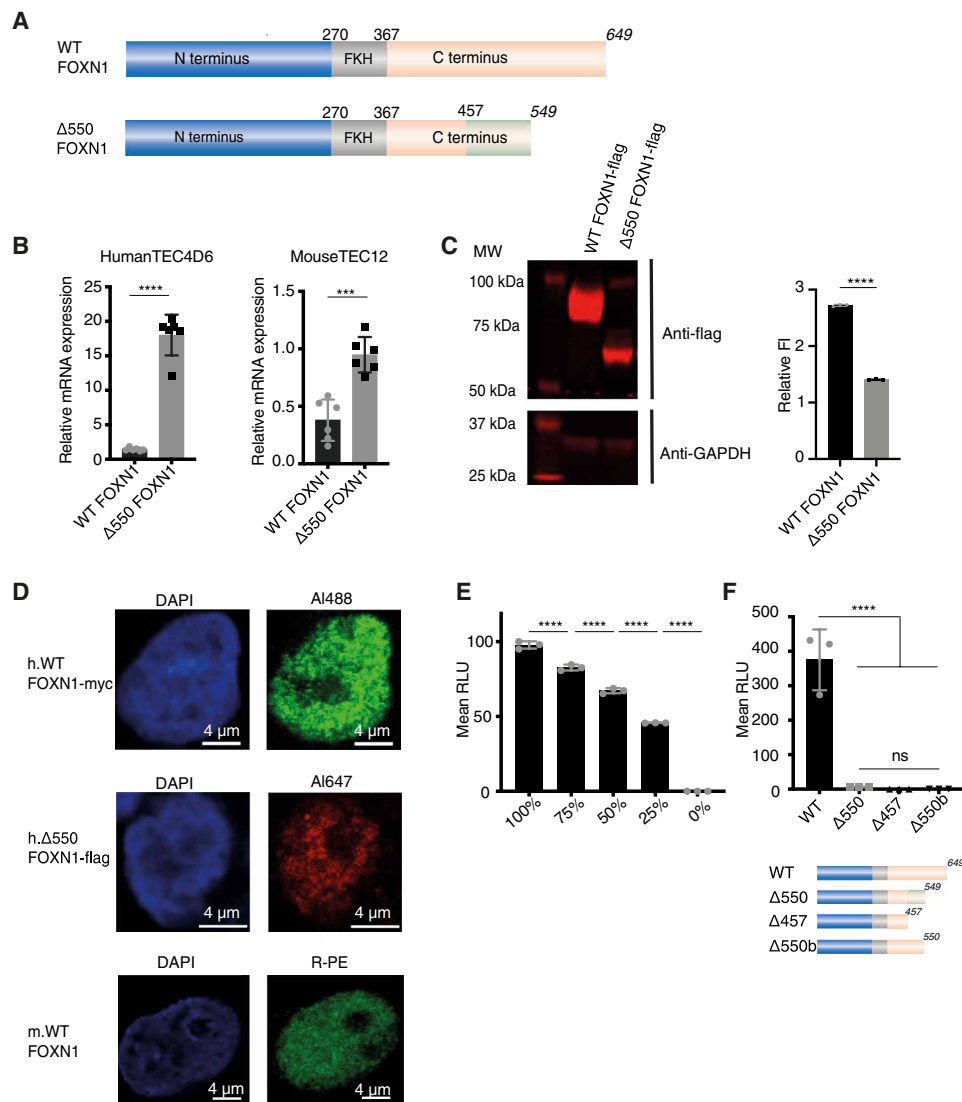 A
WT
FOXN1
270
367
649
N terminus
FKH
C terminus
Δ550
FOXN1
270
367
457
549
N terminus
FKH
C terminus
B
HumanTEC4D6
Relative mRNA expression
25
20
15
10
5
0
****
WT FOXN1
Δ550 FOXN1
MouseTEC12
Relative mRNA expression
1.5
1.0
0.5
0.0
***
WT FOXN1
Δ550 FOXN1
C
MW
WT FOXN1-flag
Δ550 FOXN1-flag
100 kDa
75 kDa
50 kDa
37 kDa
25 kDa
Anti-flag
Anti-GAPDH
Relative FI
3
2
1
0
****
WT FOXN1
Δ550 FOXN1
D
DAPI
Al488
h.WT
FOXN1-myc
4 µm
4 µm
DAPI
Al647
h.Δ550
FOXN1-flag
4 µm
4 µm
DAPI
R-PE
m.WT
FOXN1
4 µm
4 µm
E
Mean RLU
100
50
0
****
****
****
****
100%
75%
50%
25%
0%
F
Mean RLU
500
400
300
200
100
0
****
ns
WT
Δ550
Δ457
Δ550b
WT
649
Δ550
549
Δ457
457
Δ550b
550